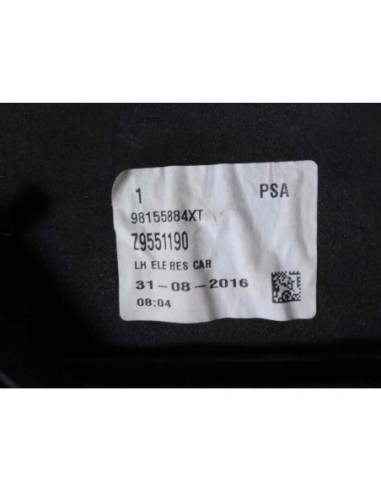 1 PSA
98155884XT
Z9551190
LH ELE RES CAR
31-08-2016
08:04